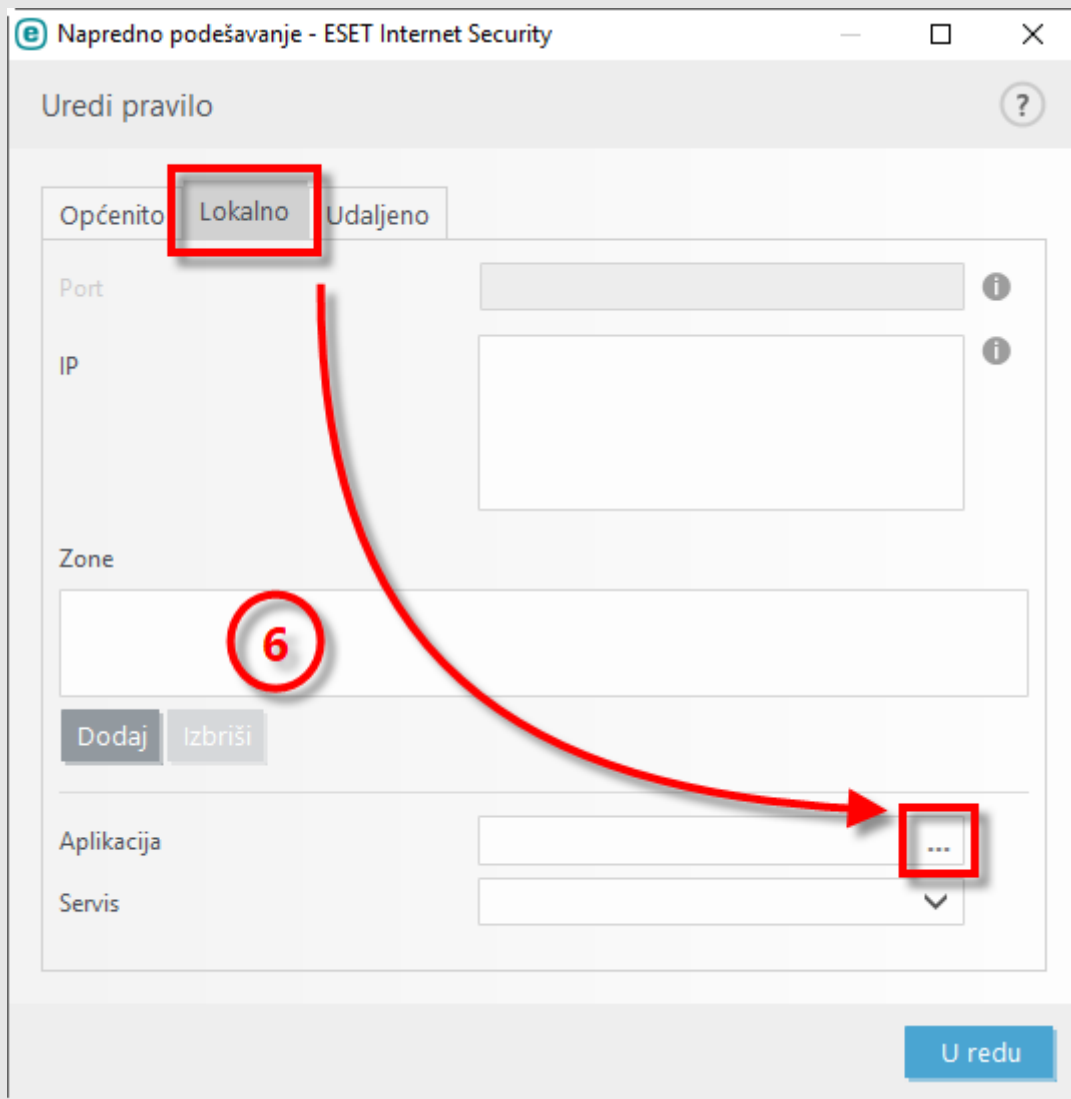 Napredno podešavanje - ESET Internet Security
Uredi pravilo
?
Općenito Lokalno Udaljeno
Port
IP
Zone
6
Dodaj Izbriši
Aplikacija ...
Servis
U redu